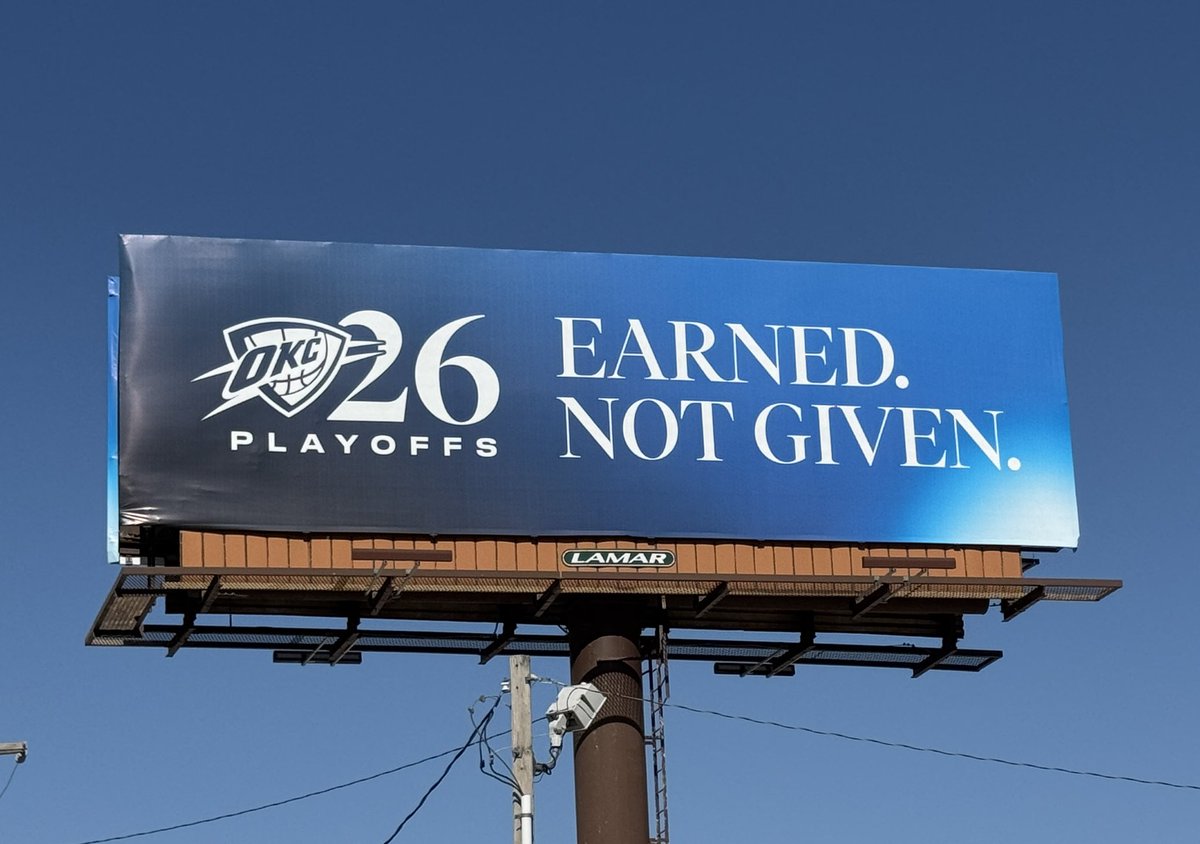 OKC 26
PLAYOFFS
EARNED.
NOT GIVEN.
LAMAR